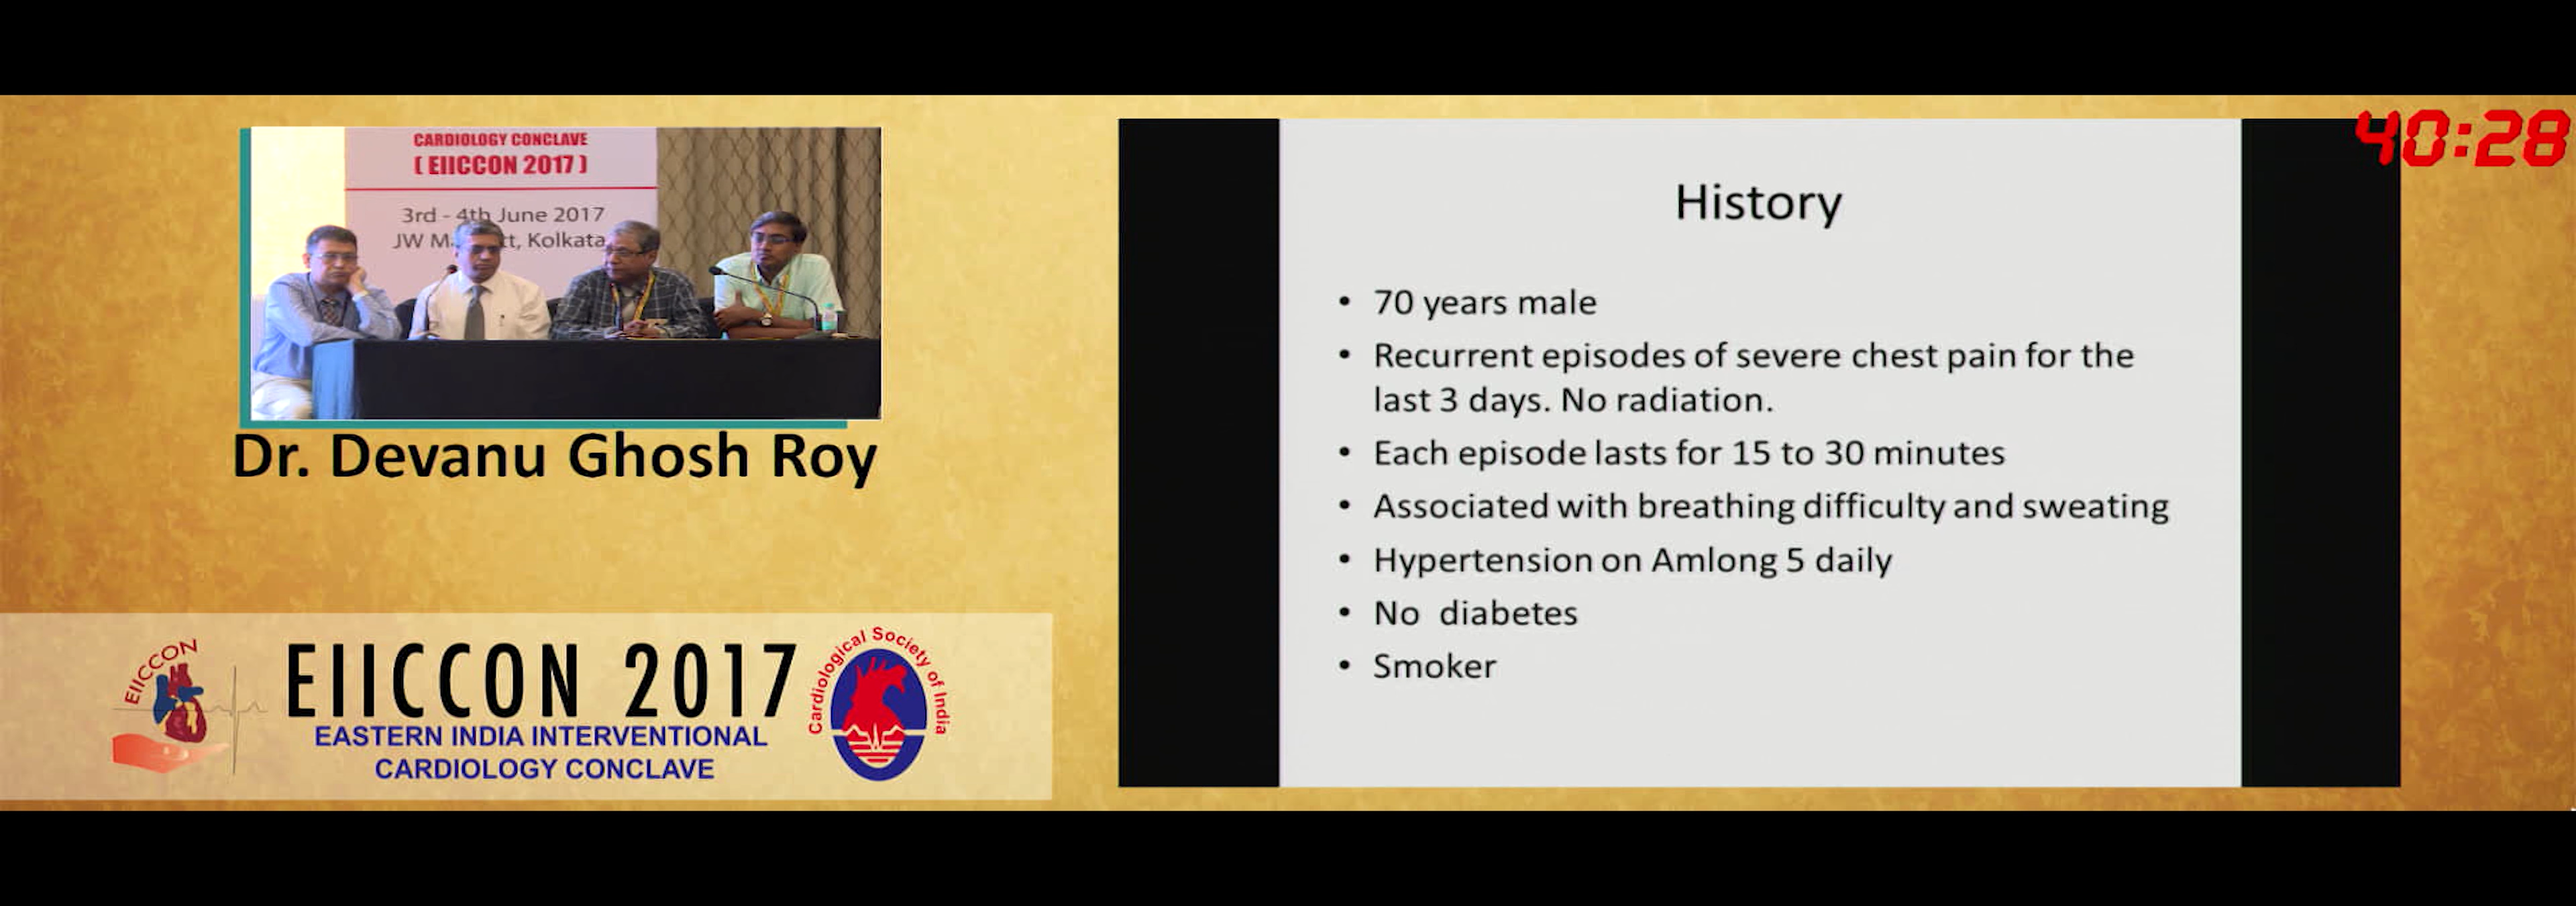 CARDIOLOGY CONCLAVE
( EIICCON 2017 )
3rd - 4th June 2017
JW Kolkata
Dr. Devanu Ghosh Roy
EIICCON
EIICCON 2017
EASTERN INDIA INTERVENTIONAL
CARDIOLOGY CONCLAVE
Cardiological Society of India
40:28
History
• 70 years male
• Recurrent episodes of severe chest pain for the
last 3 days. No radiation.
• Each episode lasts for 15 to 30 minutes
• Associated with breathing difficulty and sweating
• Hypertension on Amlong 5 daily
• No diabetes
• Smoker